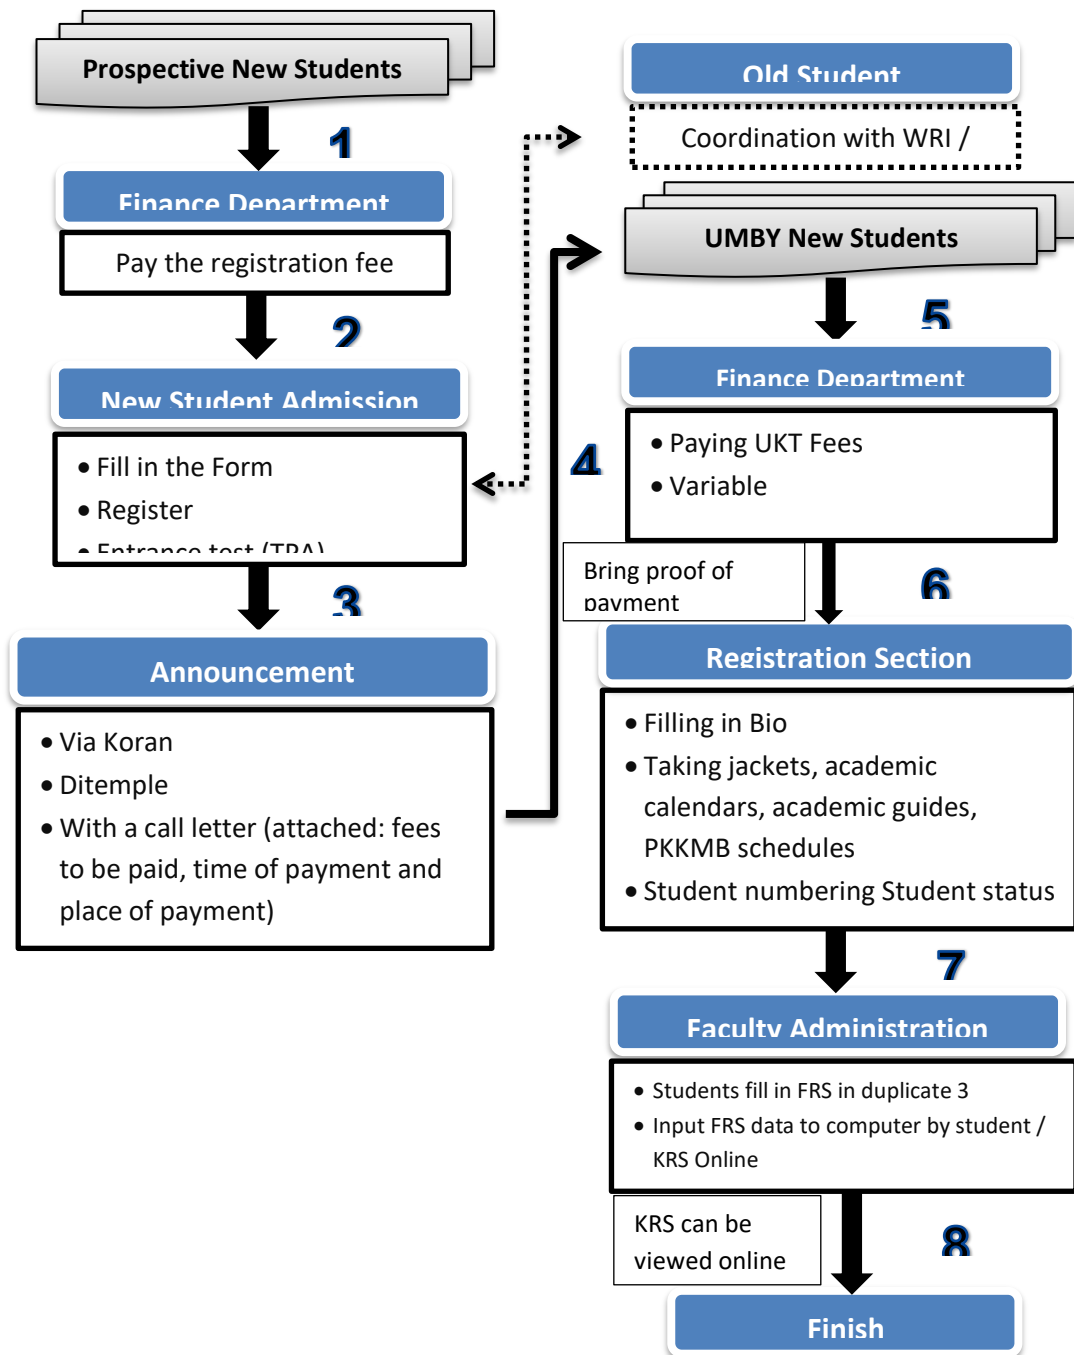 Prospective New Students
1
Finance Department
Pay the registration fee
2
New Student Admission
• Fill in the Form
• Register
• Entrance test (TPA)
3
Announcement
• Via Koran
• Ditemple
• With a call letter (attached: fees
to be paid, time of payment and
place of payment)
4
Old Student
Coordination with WRI /
UMBY New Students
5
Finance Department
• Paying UKT Fees
• Variable
Bring proof of
payment
6
Registration Section
• Filling in Bio
• Taking jackets, academic
calendars, academic guides,
PKKMB schedules
• Student numbering Student status
7
Faculty Administration
• Students fill in FRS in duplicate 3
• Input FRS data to computer by student /
KRS Online
KRS can be
viewed online
8
Finish